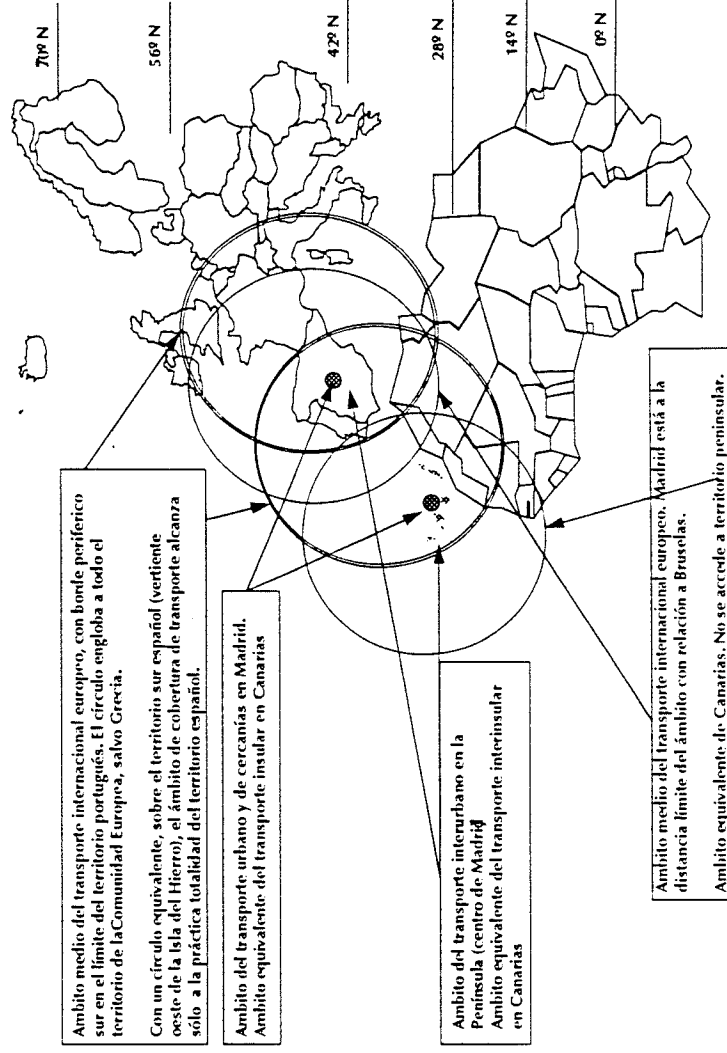 Ambito medio del transporte internacional europeo, con borde periferico
sur en el límite del territorio portugués. El círculo engloba a todo el
territorio de laComunidad Europea, salvo Grecia.
Con un círculo equivalente, sobre el territorio sur español (vertiente
oeste de la Isla del Hierro), el ámbito de cobertura de transporte alcanza
sólo a la práctica totalidad del territorio español.
Ambito del transporte urbano y de cercanías en Madrid.
Ambito equivalente del transporte insular en Canarias
Ambito del transporte interurbano en la
Península (centro de Madrid
Ambito equivalente del transporte interinsular
en Canarias
Ambito medio del transporte internacional europeo. Madrid está a la
distancia límite del ámbito con relación a Bruselas.
Ambito equivalente de Canarias. No se accede a territorio peninsular.
70º N
56º N
42º N
28º N
14º N
0º N